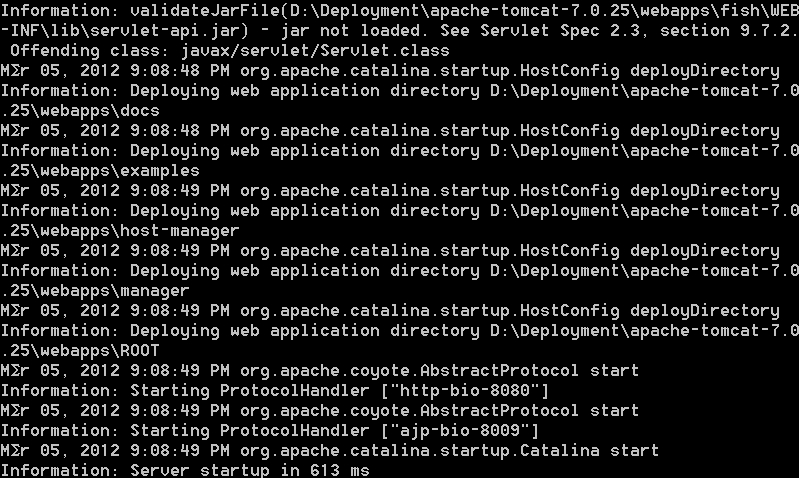 Information: validateJarFile(D:\Deployment\apache-tomcat-7.0.25\webapps\fish\WEB
-INF\lib\servlet-api.jar) - jar not loaded. See Servlet Spec 2.3, section 9.7.2.
 Offending class: javax/servlet/Servlet.class
MΣr 05, 2012 9:08:48 PM org.apache.catalina.startup.HostConfig deployDirectory
Information: Deploying web application directory D:\Deployment\apache-tomcat-7.0
.25\webapps\docs
MΣr 05, 2012 9:08:48 PM org.apache.catalina.startup.HostConfig deployDirectory
Information: Deploying web application directory D:\Deployment\apache-tomcat-7.0
.25\webapps\examples
MΣr 05, 2012 9:08:49 PM org.apache.catalina.startup.HostConfig deployDirectory
Information: Deploying web application directory D:\Deployment\apache-tomcat-7.0
.25\webapps\host-manager
MΣr 05, 2012 9:08:49 PM org.apache.catalina.startup.HostConfig deployDirectory
Information: Deploying web application directory D:\Deployment\apache-tomcat-7.0
.25\webapps\manager
MΣr 05, 2012 9:08:49 PM org.apache.catalina.startup.HostConfig deployDirectory
Information: Deploying web application directory D:\Deployment\apache-tomcat-7.0
.25\webapps\ROOT
MΣr 05, 2012 9:08:49 PM org.apache.coyote.AbstractProtocol start
Information: Starting ProtocolHandler ["http-bio-8080"]
MΣr 05, 2012 9:08:49 PM org.apache.coyote.AbstractProtocol start
Information: Starting ProtocolHandler ["ajp-bio-8009"]
MΣr 05, 2012 9:08:49 PM org.apache.catalina.startup.Catalina start
Information: Server startup in 613 ms